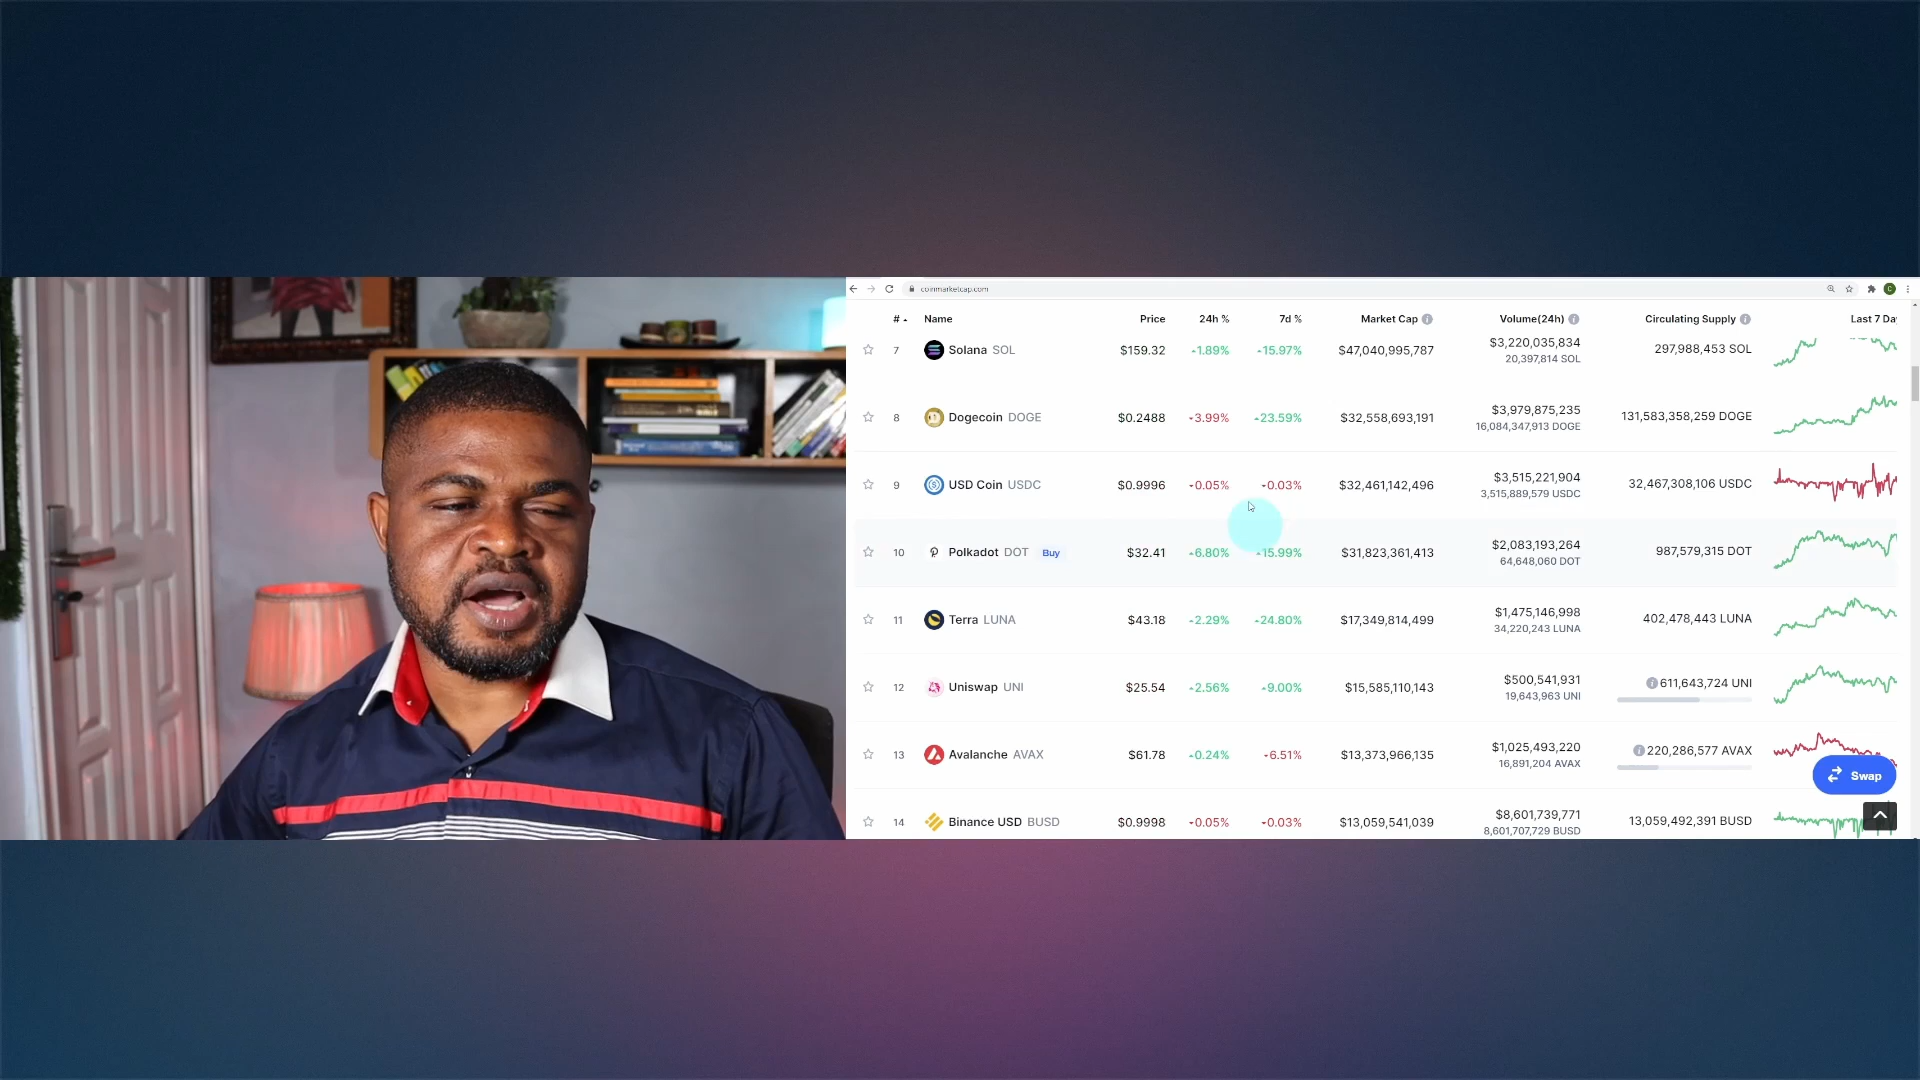 coinmarketcap.com
# Name Price 24h % 7d % Market Cap Volume(24h) Circulating Supply Last 7 Da
7 Solana SOL $159.32 1.89% 15.97% $47,040,995,787 $3,220,035,834 297,988,453 SOL
20,397,814 SOL
8 Dogecoin DOGE $0.2488 3.99% 23.59% $32,558,693,191 $3,979,875,235 131,583,358,259 DOGE
16,084,347,913 DOGE
9 USD Coin USDC $0.9996 0.05% 0.03% $32,461,142,496 $3,515,221,904 32,467,308,106 USDC
3,515,889,579 USDC
10 Polkadot DOT Buy $32.41 6.80% 15.99% $31,823,361,413 $2,083,193,264 987,579,315 DOT
64,648,060 DOT
11 Terra LUNA $43.18 2.29% 24.80% $17,349,814,499 $1,475,146,998 402,478,443 LUNA
34,220,243 LUNA
12 Uniswap UNI $25.54 2.56% 9.00% $15,585,110,143 $500,541,931 611,643,724 UNI
19,643,963 UNI
13 Avalanche AVAX $61.78 0.24% 6.51% $13,373,966,135 $1,025,493,220 220,286,577 AVAX
16,891,204 AVAX
Swap
14 Binance USD BUSD $0.9998 0.05% 0.03% $13,059,541,039 $8,601,739,771 13,059,492,391 BUSD
8,601,707,729 BUSD